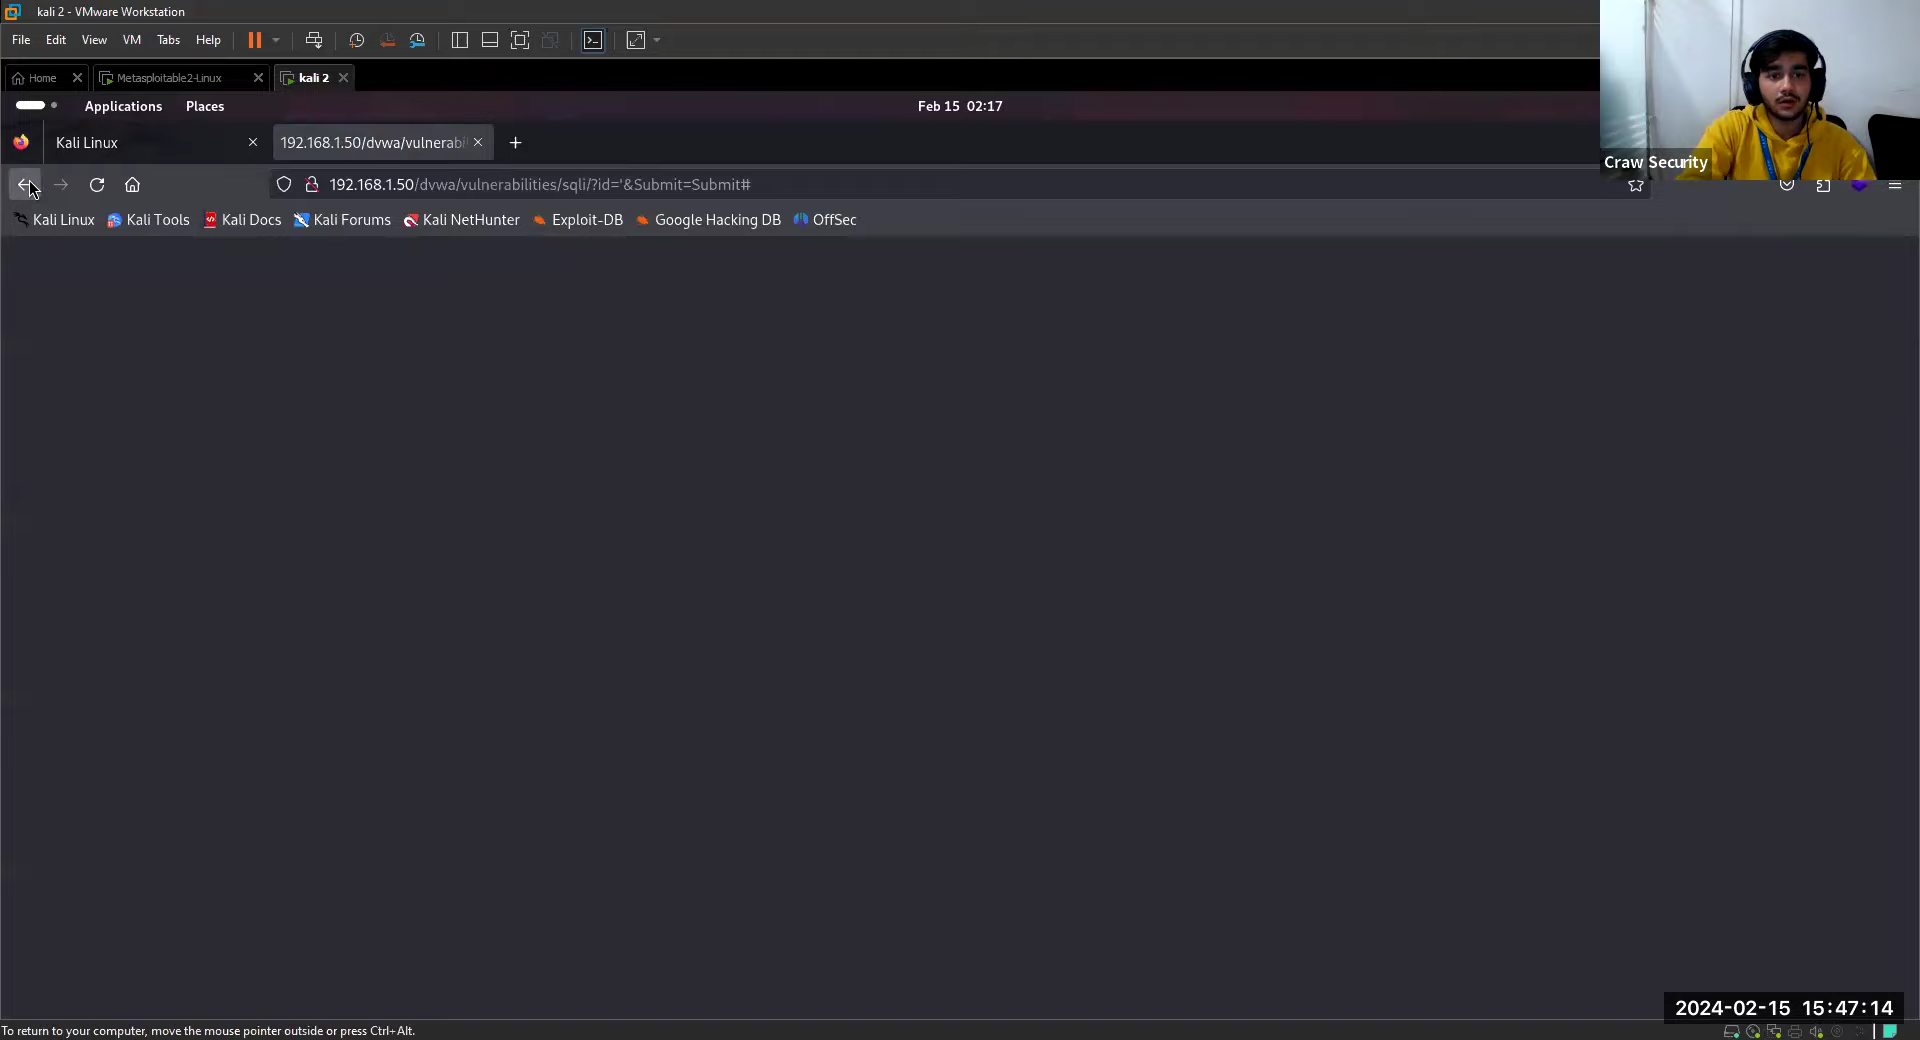 kali 2 - VMware Workstation
File Edit View VM Tabs Help
Home Metasploitable2-Linux kali 2
Applications Places Feb 15 02:17
Kali Linux 192.168.1.50/dvwa/vulnerabil
Craw Security
192.168.1.50/dvwa/vulnerabilities/sqli/?id='&Submit=Submit#
Kali Linux Kali Tools Kali Docs Kali Forums Kali NetHunter Exploit-DB Google Hacking DB OffSec
2024-02-15 15:47:14
To return to your computer, move the mouse pointer outside or press Ctrl+Alt.